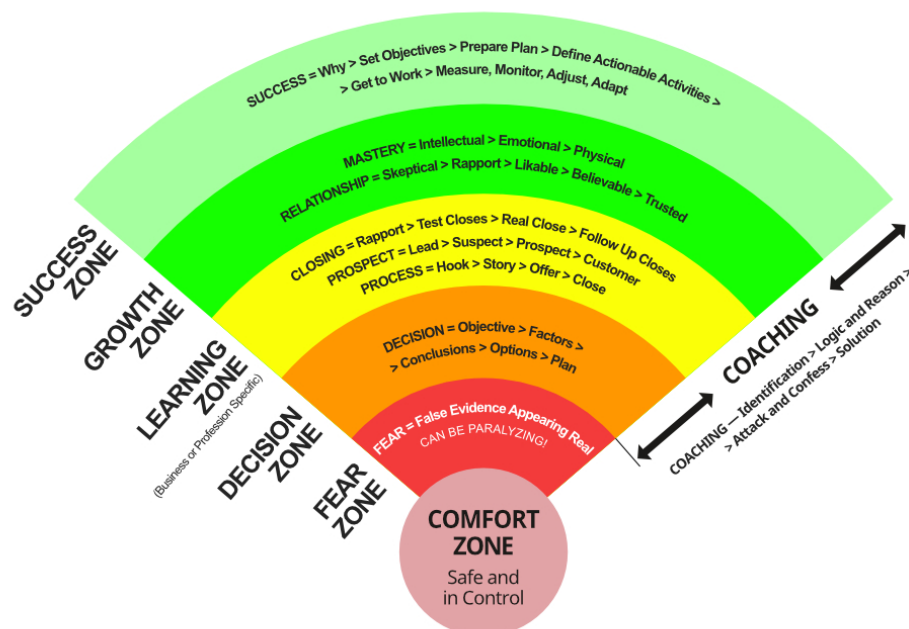 SUCCESS = Why > Set Objectives > Prepare Plan > Define Actionable Activities >
> Get to Work > Measure, Monitor, Adjust, Adapt
MASTERY = Intellectual > Emotional > Physical
RELATIONSHIP = Skeptical > Rapport > Likable > Believable > Trusted
CLOSING = Rapport > Test Closes > Real Close > Follow Up Closes
PROSPECT = Lead > Suspect > Prospect > Customer
PROCESS = Hook > Story > Offer > Close
DECISION = Objective > Factors >
> Conclusions > Options > Plan
FEAR = False Evidence Appearing Real
CAN BE PARALYZING!
COMFORT
ZONE
Safe and
in Control
SUCCESS
ZONE
GROWTH
ZONE
LEARNING
ZONE
(Business or Profession Specific)
DECISION
ZONE
FEAR
ZONE
COACHING
COACHING — Identification > Logic and Reason >
> Attack and Confess > Solution